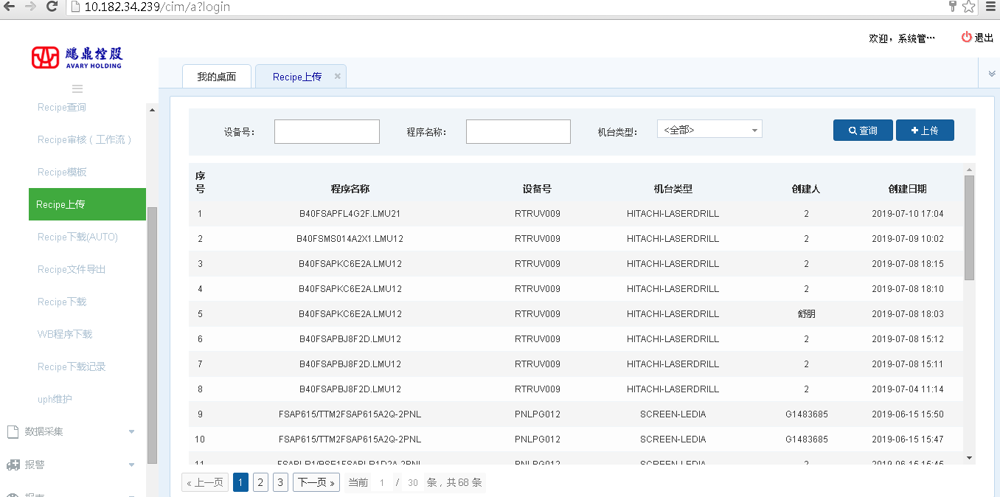 10.182.34.239/cim/a?login
欢迎，系统管…
退出
鹏鼎控股
AVARY HOLDING
我的桌面
Recipe上传
Recipe查询
Recipe审核（工作流）
Recipe模板
Recipe上传
Recipe下载(AUTO)
Recipe文件导出
Recipe下载
WB程序下载
Recipe下载记录
uph维护
数据采集
报警
设备号：
程序名称：
机台类型：
<全部>
查询
上传
序号 程序名称 设备号 机台类型 创建人 创建日期
1 B40FSAPFL4G2F.LMU21 RTRUV009 HITACHI-LASERDRILL 2 2019-07-10 17:04
2 B40FSMS014A2X1.LMU12 RTRUV009 HITACHI-LASERDRILL 2 2019-07-09 10:02
3 B40FSAPKC6E2A.LMU12 RTRUV009 HITACHI-LASERDRILL 2 2019-07-08 18:15
4 B40FSAPKC6E2A.LMU12 RTRUV009 HITACHI-LASERDRILL 2 2019-07-08 18:10
5 B40FSAPKC6E2A.LMU12 RTRUV009 HITACHI-LASERDRILL 舒朋 2019-07-08 18:03
6 B40FSAPBJ8F2D.LMU12 RTRUV009 HITACHI-LASERDRILL 2 2019-07-08 15:12
7 B40FSAPBJ8F2D.LMU12 RTRUV009 HITACHI-LASERDRILL 2 2019-07-08 15:11
8 B40FSAPBJ8F2D.LMU12 RTRUV009 HITACHI-LASERDRILL 2 2019-07-04 11:14
9 FSAP615/TTM2FSAP615A2Q-2PNL PNLPG012 SCREEN-LEDIA G1483685 2019-06-15 15:50
10 FSAP615/TTM2FSAP615A2Q-2PNL PNLPG012 SCREEN-LEDIA G1483685 2019-06-15 15:47
11 PNLPG012 SCREEN-LEDIA 2 2019-06-15 15:45
« 上一页 1 2 3 下一页 » 当前 1 / 30 条，共 68 条